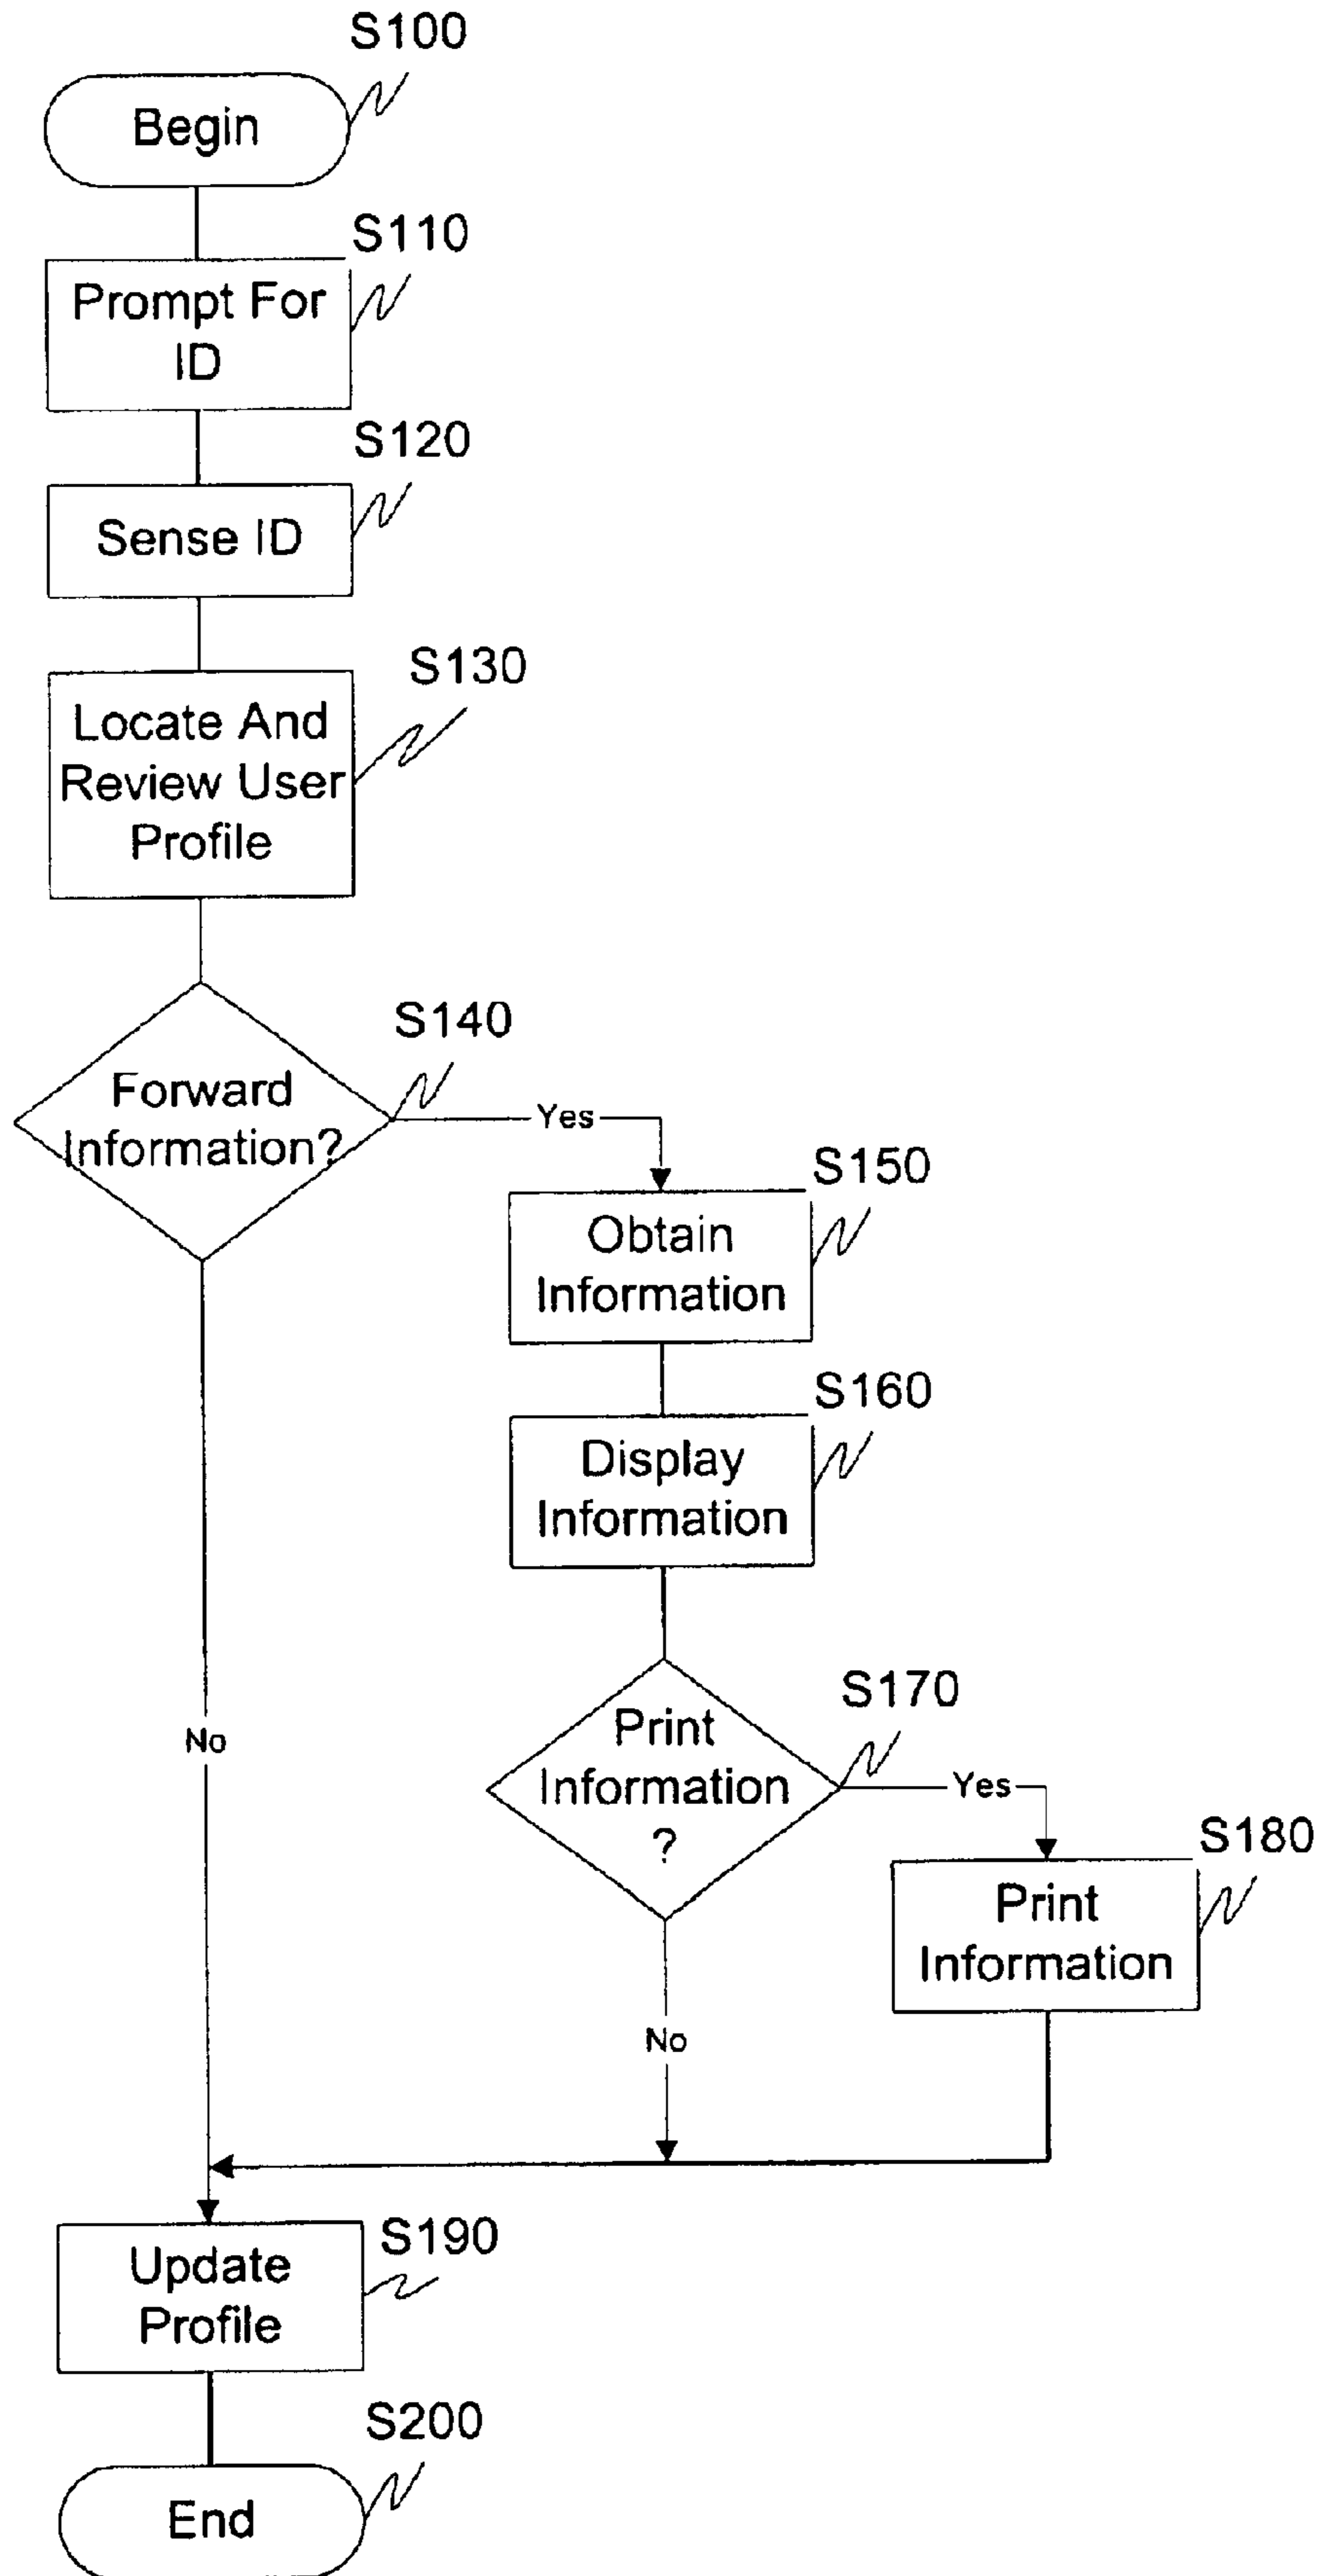 S100
Begin
S110
Prompt For
ID
S120
Sense ID
S130
Locate And
Review User
Profile
S140
Forward
Information?
Yes
S150
Obtain
Information
S160
Display
Information
S170
Print
Information
?
Yes
S180
Print
Information
No
No
S190
Update
Profile
S200
End